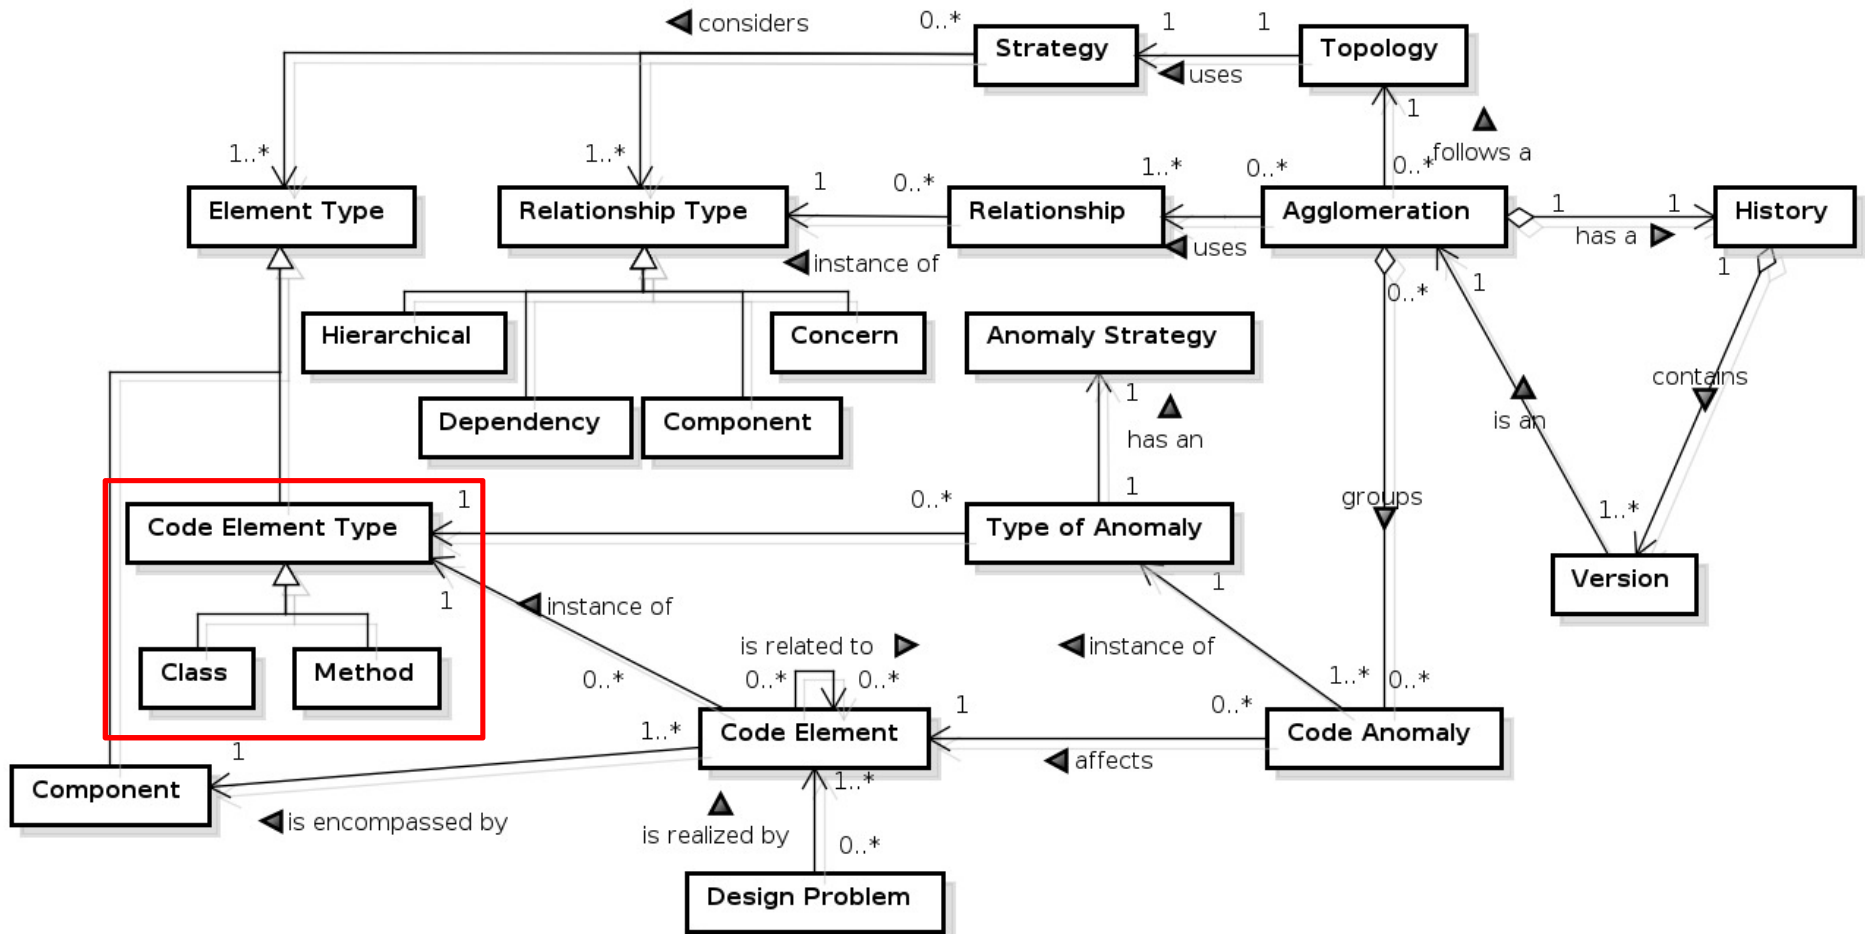 considers
0..*
Strategy
1
1
Topology
uses
1..*
1..*
1
follows a
Element Type
Relationship Type
1
0..*
Relationship
1..*
0..*
0..*
Agglomeration
1
1
History
instance of
uses
has a
0..*
1
1
Hierarchical
Concern
Anomaly Strategy
Dependency
Component
1
has an
contains
is an
1
0..*
1
groups
1..*
Code Element Type
Type of Anomaly
Version
1
instance of
1
Class
Method
is related to
instance of
0..*
0..*
0..*
1..*
0..*
1..*
Code Element
1
0..*
Code Anomaly
1
affects
Component
1..*
is encompassed by
is realized by
0..*
Design Problem